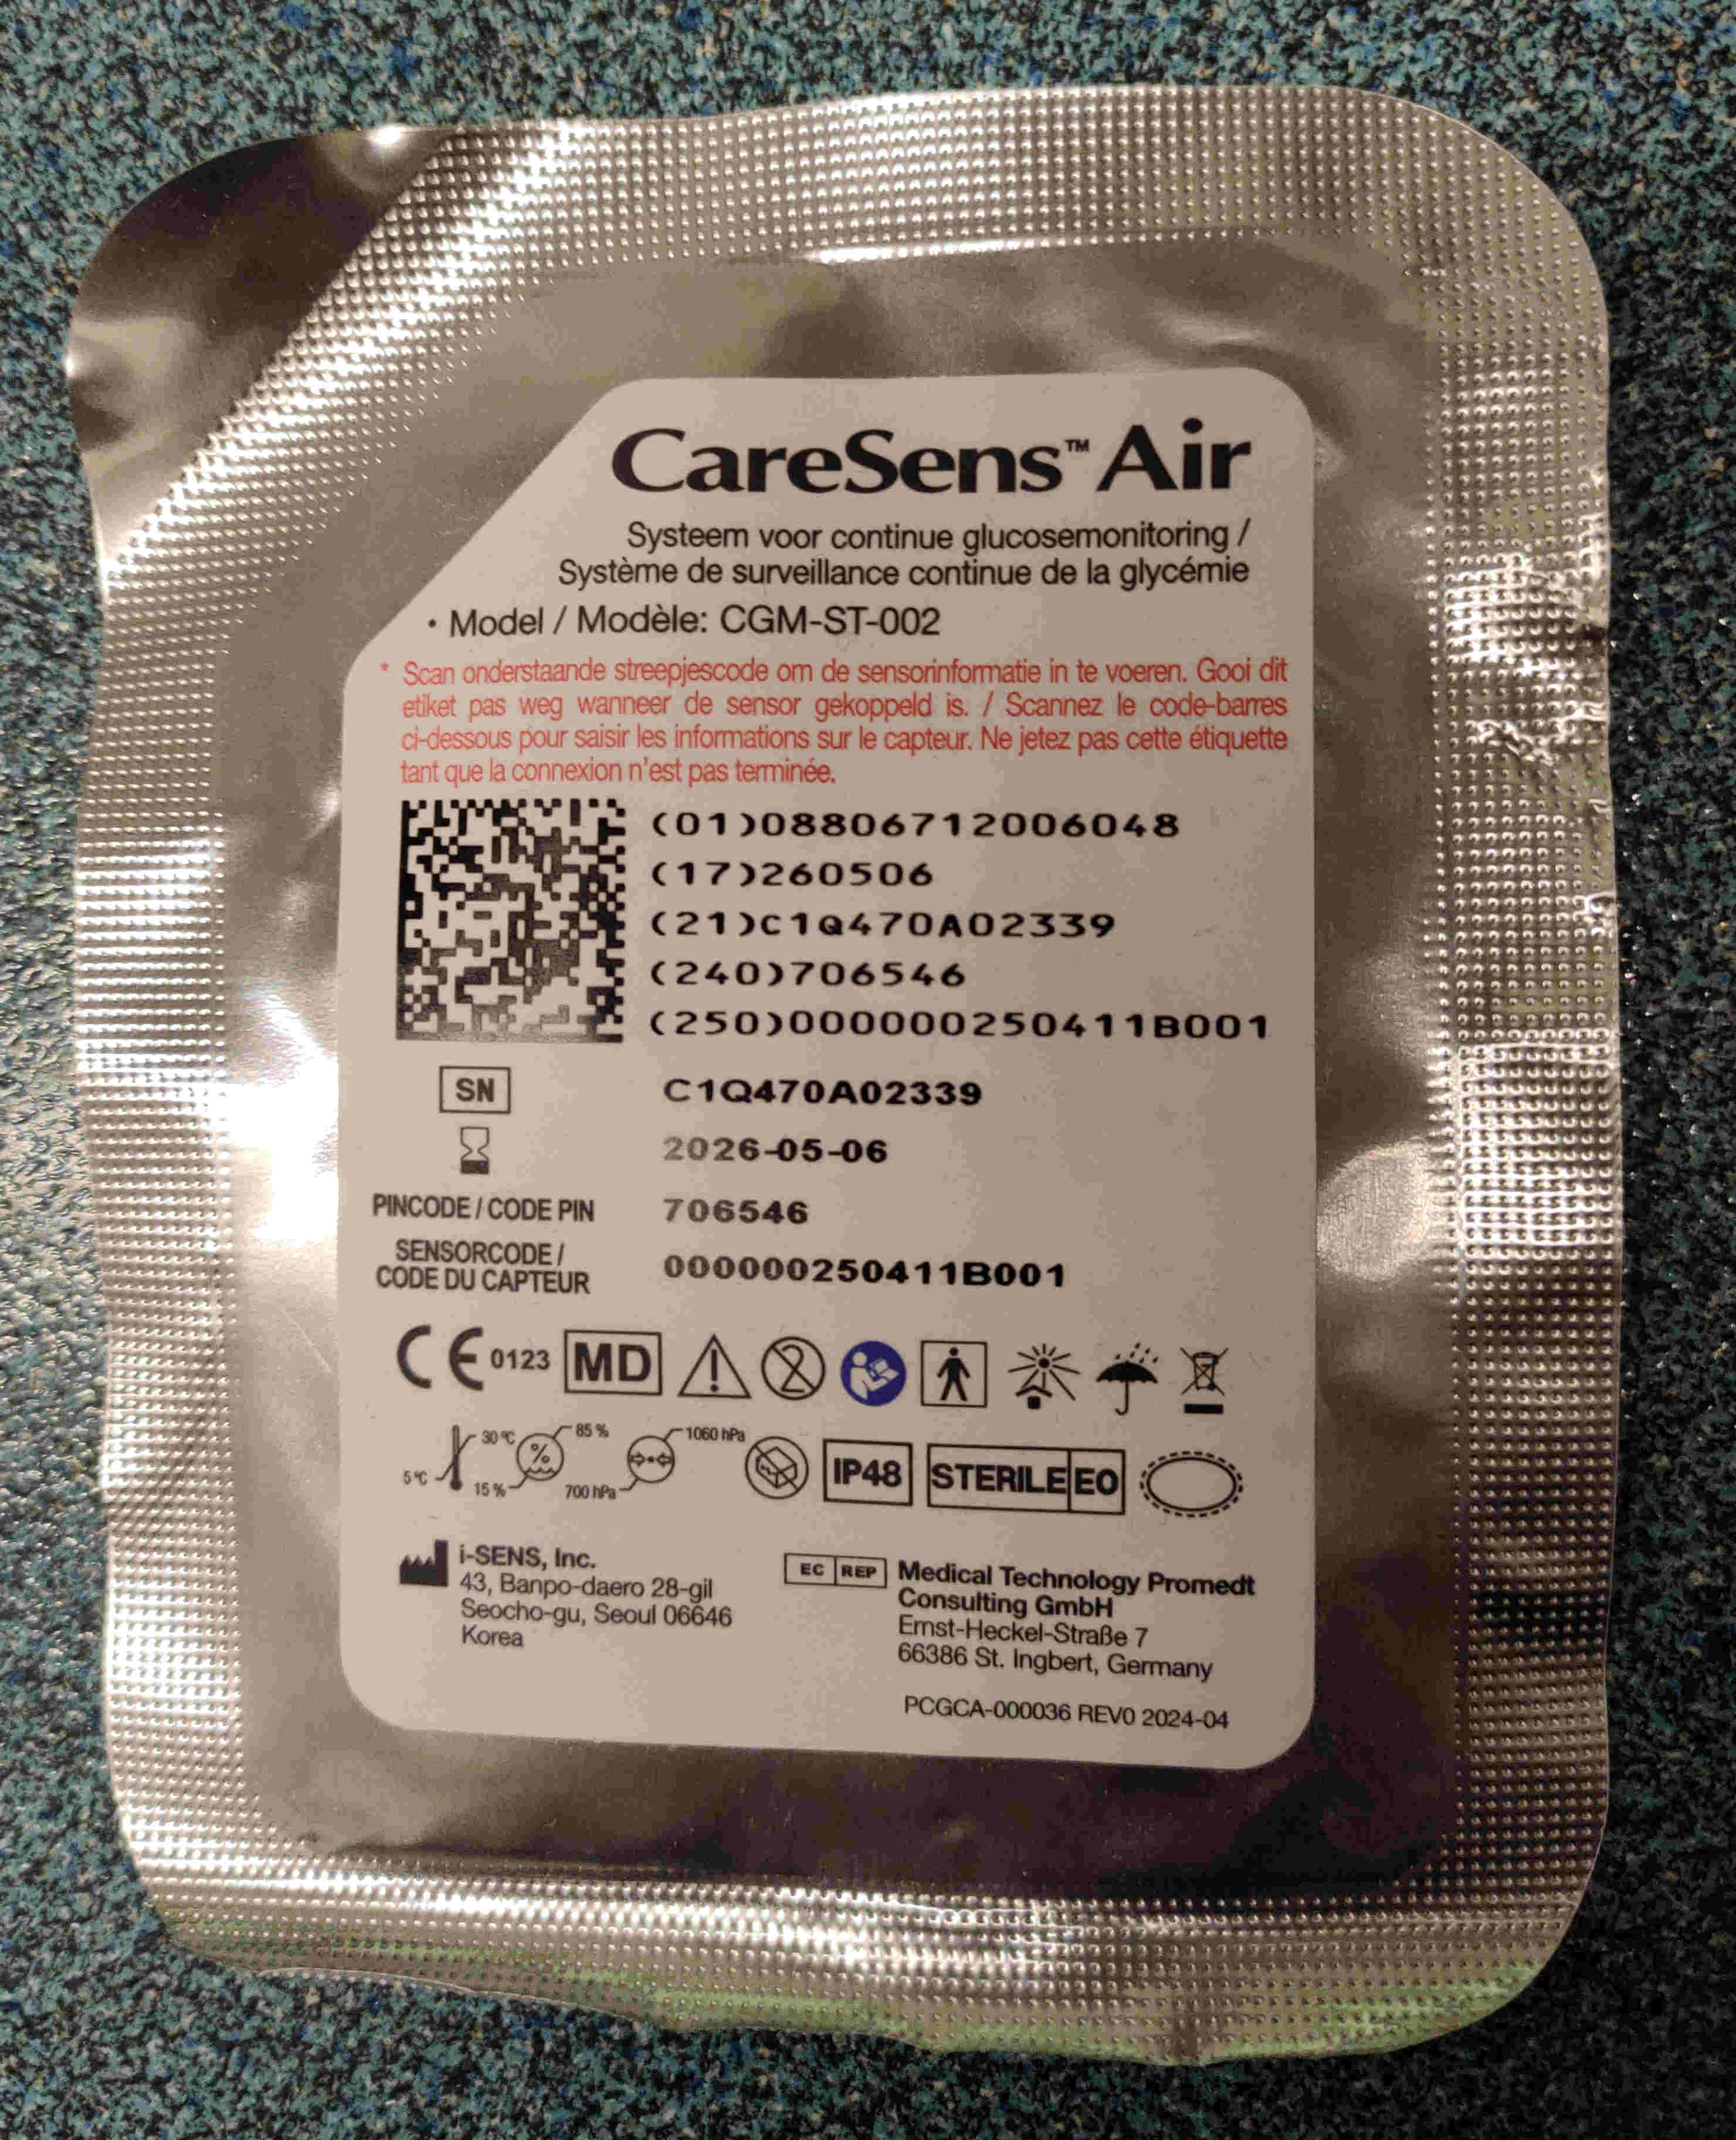 CareSens™ Air
Systeem voor continue glucosemonitoring /
Système de surveillance continue de la glycémie
· Model / Modèle: CGM-ST-002
* Scan onderstaande streepjescode om de sensorinformatie in te voeren. Gooi dit
etiket pas weg wanneer de sensor gekoppeld is. / Scannez le code-barres
ci-dessous pour saisir les informations sur le capteur. Ne jetez pas cette étiquette
tant que la connexion n'est pas terminée.
(01)08806712006048
(17)260506
(21)C1Q470A02339
(240)706546
(250)000000250411B001
SN C1Q470A02339
2026-05-06
PINCODE / CODE PIN 706546
SENSORCODE /
CODE DU CAPTEUR 000000250411B001
CE 0123 MD 2
5°C 30°C 15 % % 85 % 700 hPa 1060 hPa IP48 STERILE EO
i-SENS, Inc.
43, Banpo-daero 28-gil
Seocho-gu, Seoul 06646
Korea
EC REP Medical Technology Promedt
Consulting GmbH
Ernst-Heckel-Straße 7
66386 St. Ingbert, Germany
PCGCA-000036 REV0 2024-04